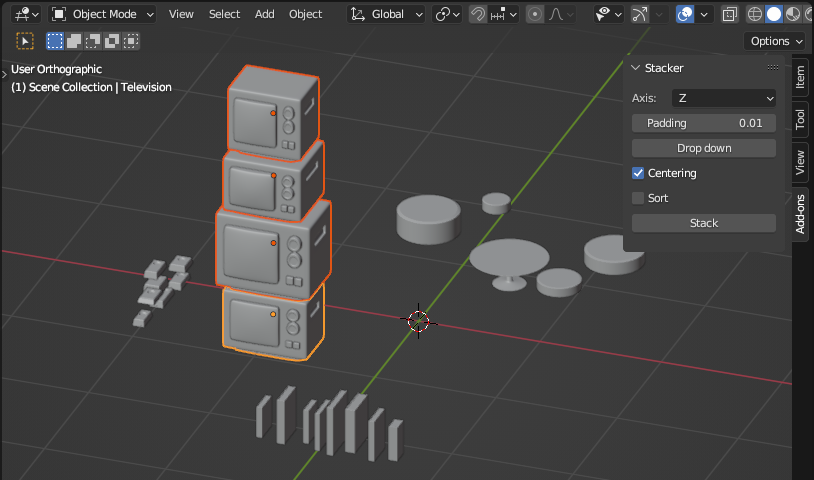 Object Mode View Select Add Object Global
Options
User Orthographic
(1) Scene Collection | Television
Stacker
Axis: Z
Padding 0.01
Drop down
Centering
Sort
Stack
Item
Tool
View
Add-ons